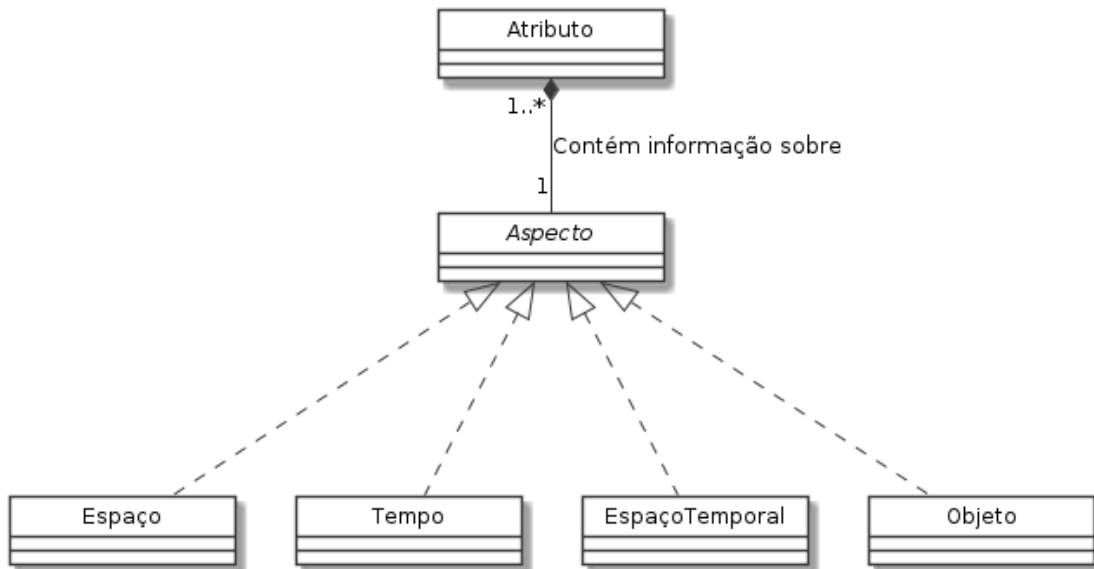 Atributo
1..*
Contém informação sobre
1
Aspecto
Espaço
Tempo
EspaçoTemporal
Objeto